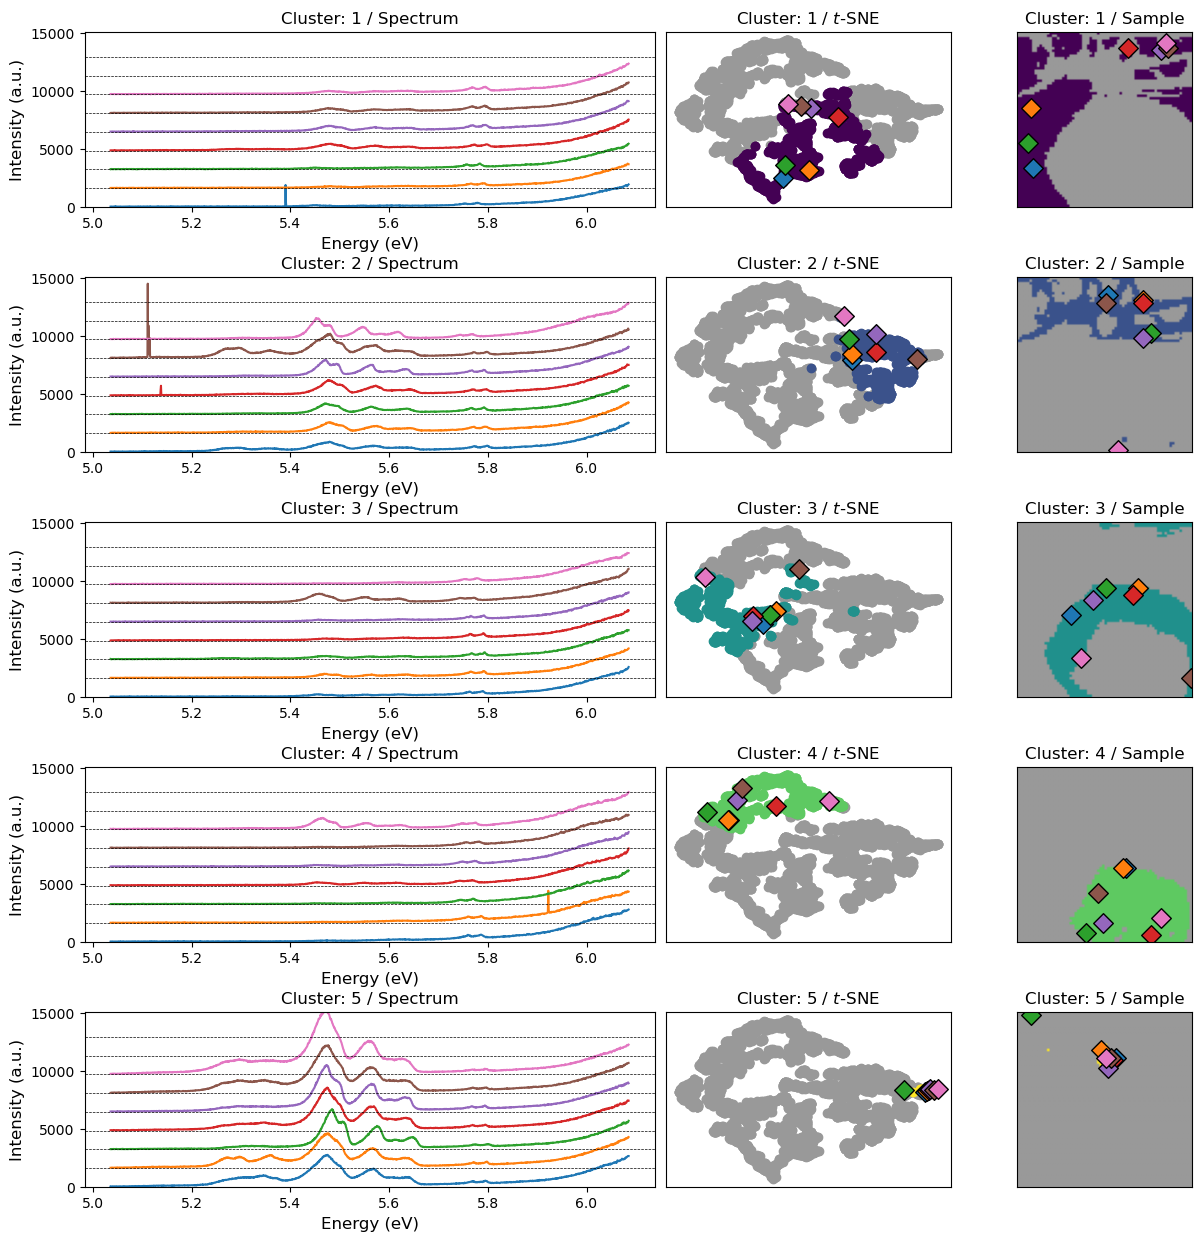 Cluster: 1 / Spectrum
Cluster: 1 / t-SNE
Cluster: 1 / Sample
15000
10000
5000
0
Intensity (a.u.)
5.0 5.2 5.4 5.6 5.8 6.0
Energy (eV)
Cluster: 2 / Spectrum
Cluster: 2 / t-SNE
Cluster: 2 / Sample
15000
10000
5000
0
Intensity (a.u.)
5.0 5.2 5.4 5.6 5.8 6.0
Energy (eV)
Cluster: 3 / Spectrum
Cluster: 3 / t-SNE
Cluster: 3 / Sample
15000
10000
5000
0
Intensity (a.u.)
5.0 5.2 5.4 5.6 5.8 6.0
Energy (eV)
Cluster: 4 / Spectrum
Cluster: 4 / t-SNE
Cluster: 4 / Sample
15000
10000
5000
0
Intensity (a.u.)
5.0 5.2 5.4 5.6 5.8 6.0
Energy (eV)
Cluster: 5 / Spectrum
Cluster: 5 / t-SNE
Cluster: 5 / Sample
15000
10000
5000
0
Intensity (a.u.)
5.0 5.2 5.4 5.6 5.8 6.0
Energy (eV)